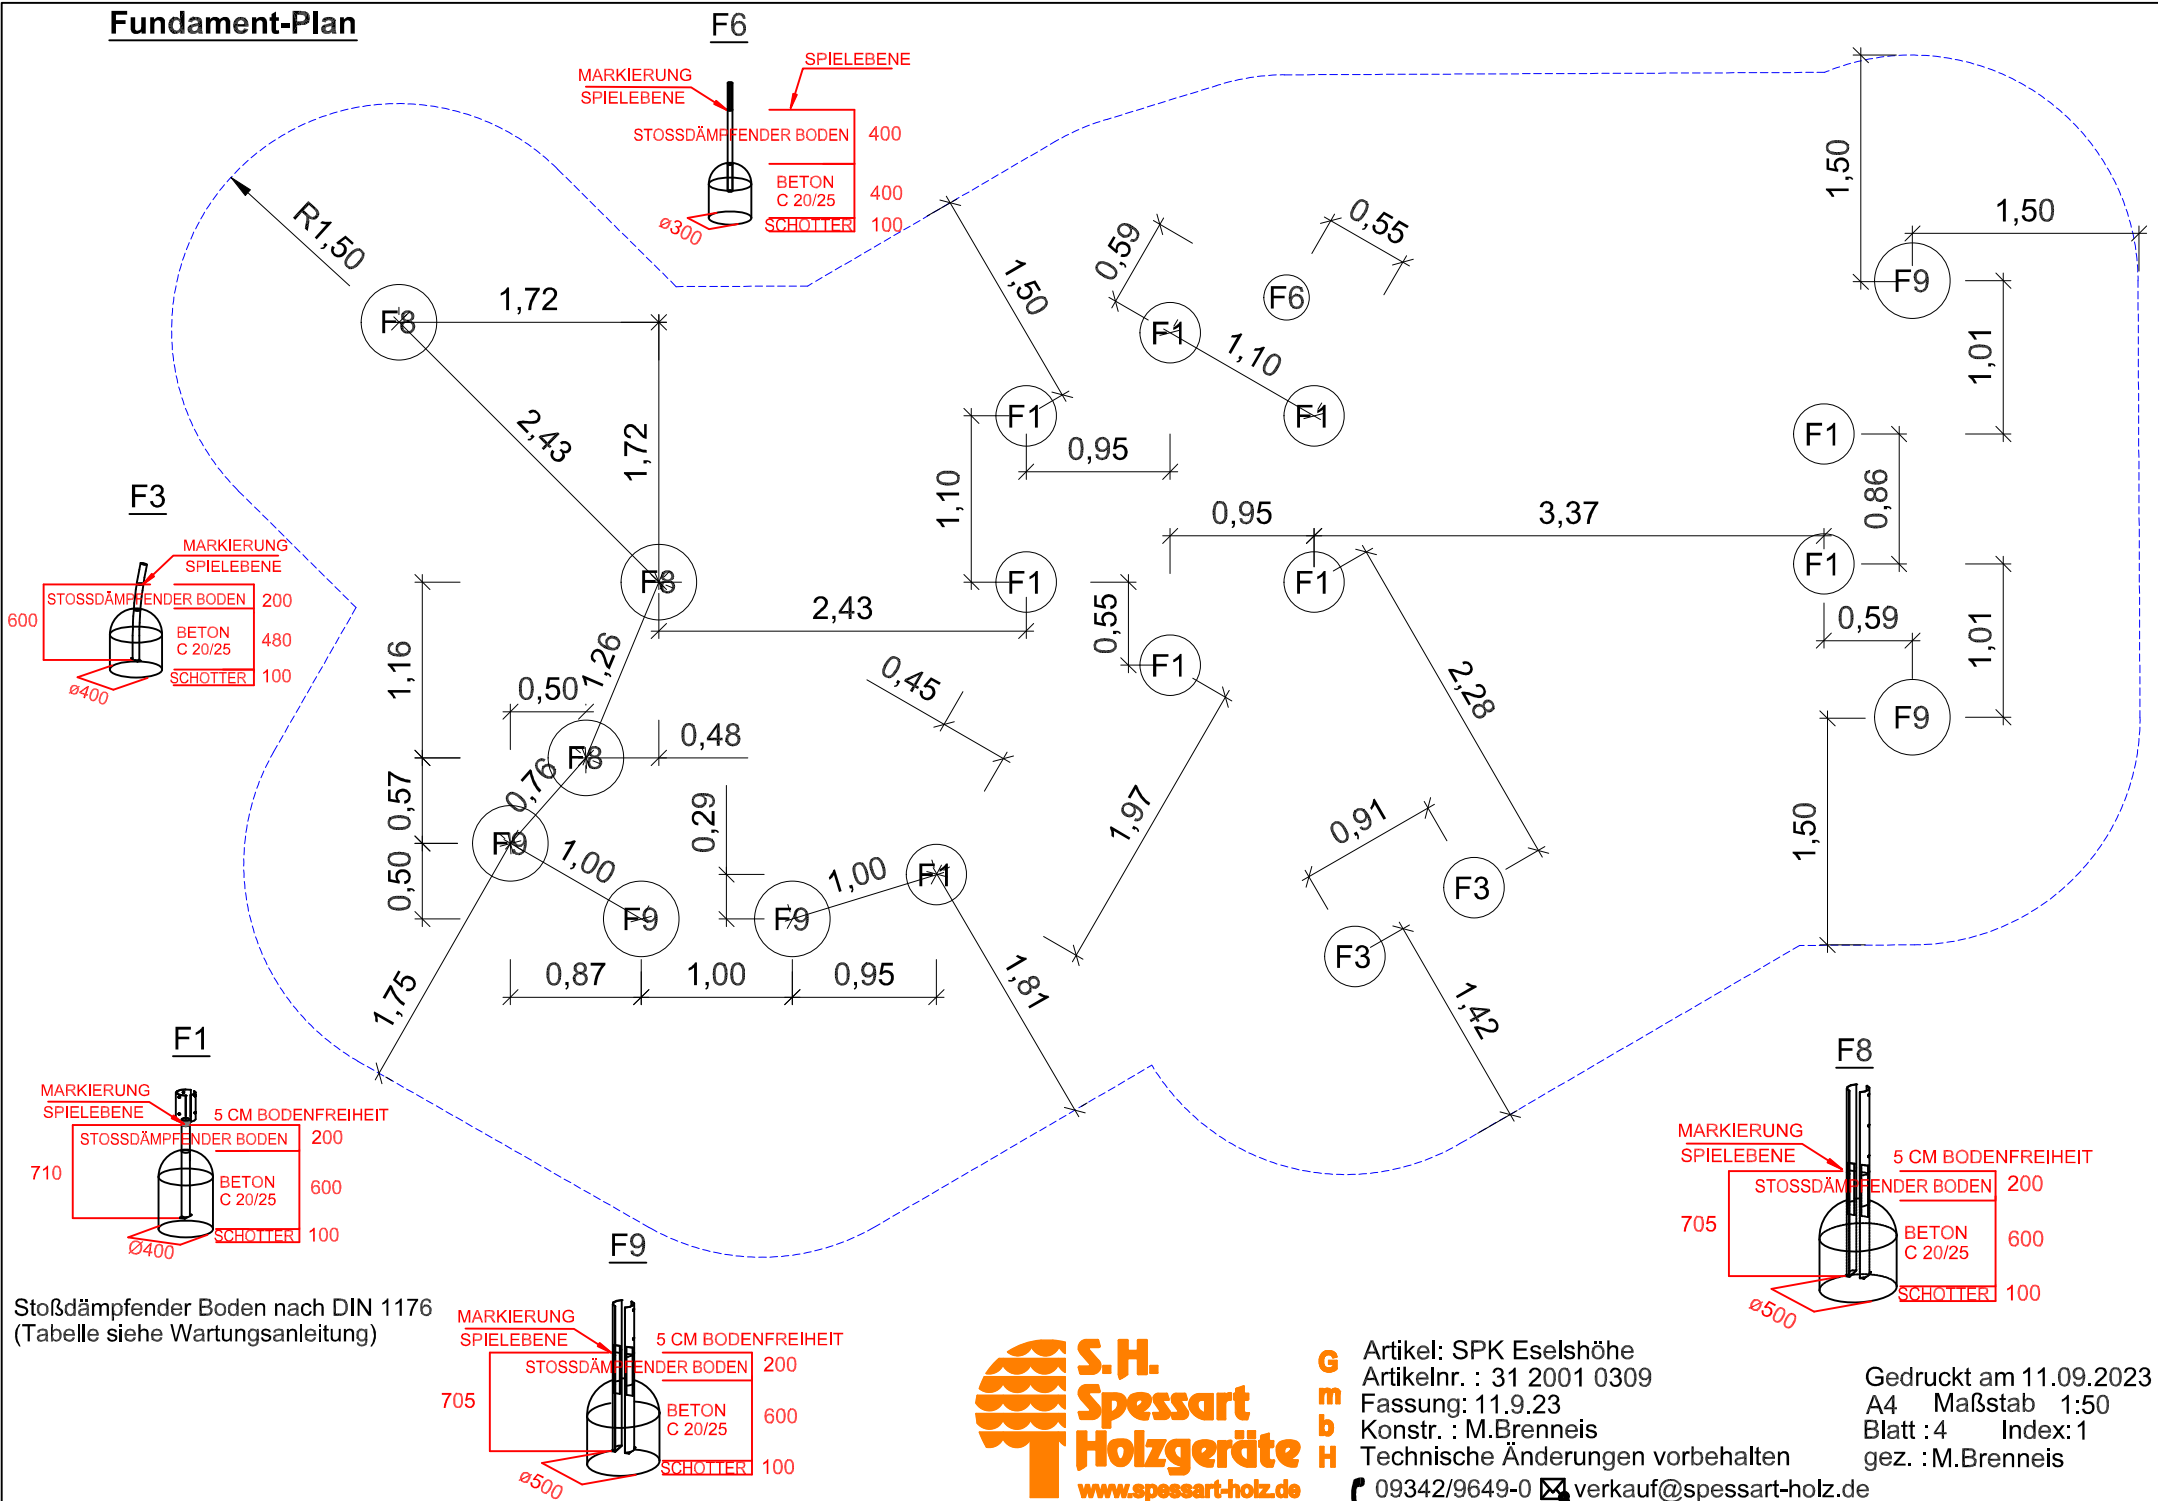 Fundament-Plan
F6
MARKIERUNG
SPIELEBENE
SPIELEBENE
STOSSDÄMPFENDER BODEN 400
BETON
C 20/25
400
SCHOTTER 100
ø300
R1,50
1,72
F8
2,43
1,72
1,50
0,59
0,55
F6
F1
1,10
F1
F1
0,95
1,10
F1
0,95
3,37
F1
0,55
F1
1,50
1,50
F9
1,01
F1
0,86
F1
0,59
1,01
F9
1,50
F3
MARKIERUNG
SPIELEBENE
STOSSDÄMPFENDER BODEN 200
600
BETON
C 20/25
480
SCHOTTER 100
ø400
F8
2,43
1,16
1,26
0,50
0,48
F8
0,76
0,57
F9
0,50
1,00
F9
0,29
0,45
1,00
F1
F9
0,87
1,00
0,95
1,75
1,81
1,97
2,28
0,91
F3
F3
1,42
F1
MARKIERUNG
SPIELEBENE
5 CM BODENFREIHEIT
STOSSDÄMPFENDER BODEN 200
710
BETON
C 20/25
600
SCHOTTER 100
Ø400
F8
MARKIERUNG
SPIELEBENE
5 CM BODENFREIHEIT
STOSSDÄMPFENDER BODEN 200
705
BETON
C 20/25
600
SCHOTTER 100
ø500
F9
MARKIERUNG
SPIELEBENE
5 CM BODENFREIHEIT
STOSSDÄMPFENDER BODEN 200
705
BETON
C 20/25
600
SCHOTTER 100
ø500
Stoßdämpfender Boden nach DIN 1176
(Tabelle siehe Wartungsanleitung)
S.H.
Spessart
Holzgeräte
www.spessart-holz.de
GmbH
Artikel: SPK Eselshöhe
Artikelnr. : 31 2001 0309
Fassung: 11.9.23
Konstr. : M.Brenneis
Technische Änderungen vorbehalten
09342/9649-0 verkauf@spessart-holz.de
Gedruckt am 11.09.2023
A4 Maßstab 1:50
Blatt : 4 Index: 1
gez. : M.Brenneis